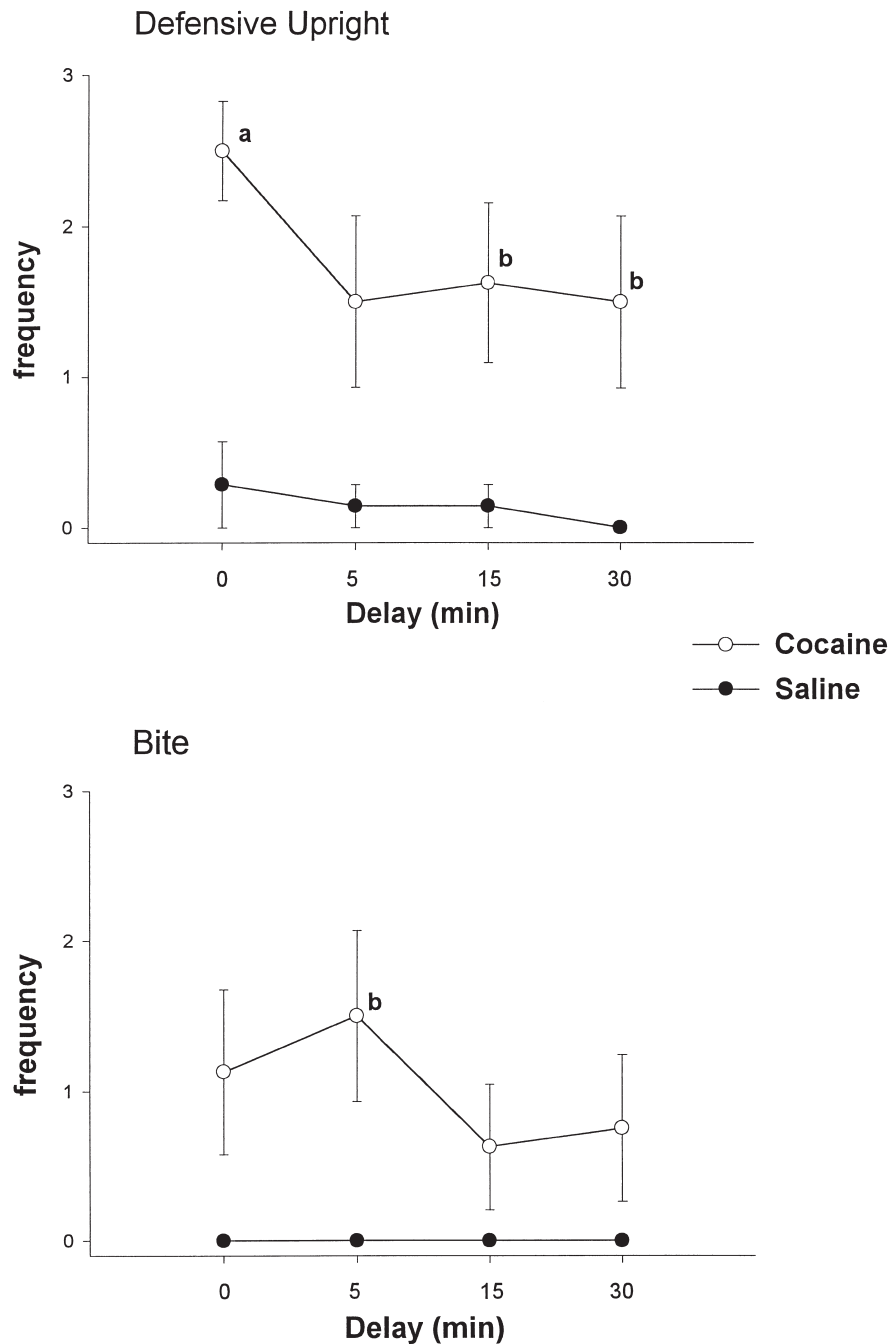 Defensive Upright
3
a
2
b
b
frequency
1
0
0 5 15 30
Delay (min)
Cocaine
Saline
Bite
3
2
b
frequency
1
0
0 5 15 30
Delay (min)